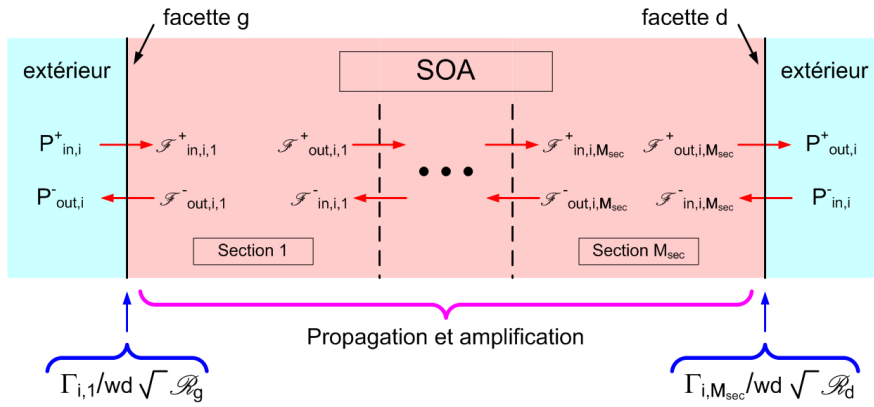 facette g facette d
extérieur SOA extérieur
P⁺in,i ℱ⁺in,i,1 ℱ⁺out,i,1 ℱ⁺in,i,Msec ℱ⁺out,i,Msec P⁺out,i
• • •
P⁻out,i ℱ⁻out,i,1 ℱ⁻in,i,1 ℱ⁻out,i,Msec ℱ⁻in,i,Msec P⁻in,i
Section 1 Section Msec
Propagation et amplification
Γi,1/wd √ ℛg Γi,Msec/wd √ ℛd